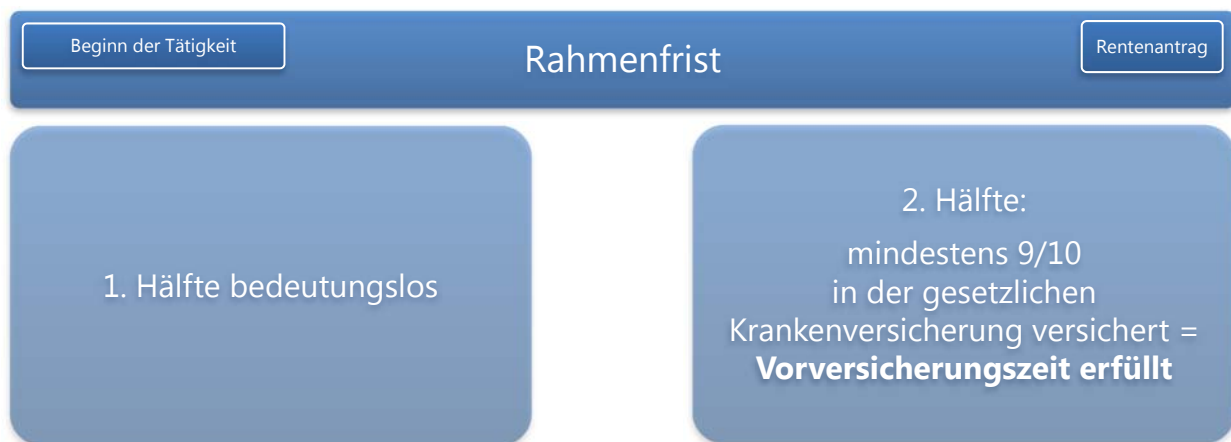 Beginn der Tätigkeit
Rahmenfrist
Rentenantrag
1. Hälfte bedeutungslos
2. Hälfte:
mindestens 9/10
in der gesetzlichen
Krankenversicherung versichert =
Vorversicherungszeit erfüllt